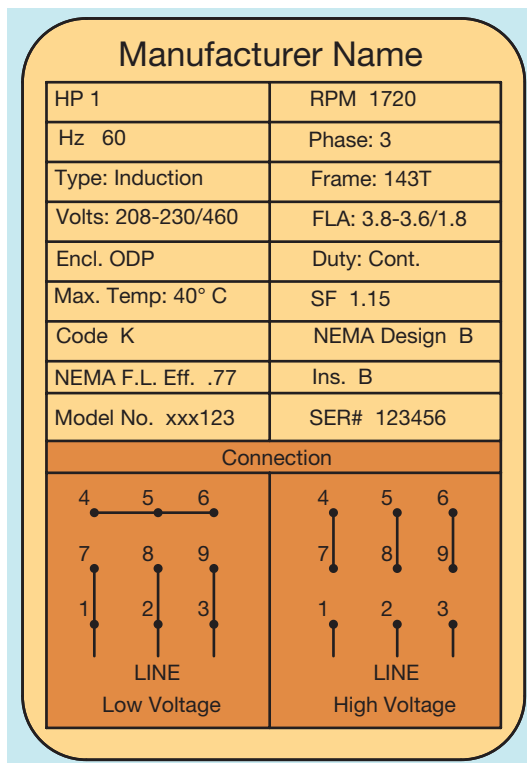 Manufacturer Name
HP 1 RPM 1720
Hz 60 Phase: 3
Type: Induction Frame: 143T
Volts: 208-230/460 FLA: 3.8-3.6/1.8
Encl. ODP Duty: Cont.
Max. Temp: 40° C SF 1.15
Code K NEMA Design B
NEMA F.L. Eff. .77 Ins. B
Model No. xxx123 SER# 123456
Connection
4 5 6 4 5 6
7 8 9 7 8 9
1 2 3 1 2 3
LINE LINE
Low Voltage High Voltage